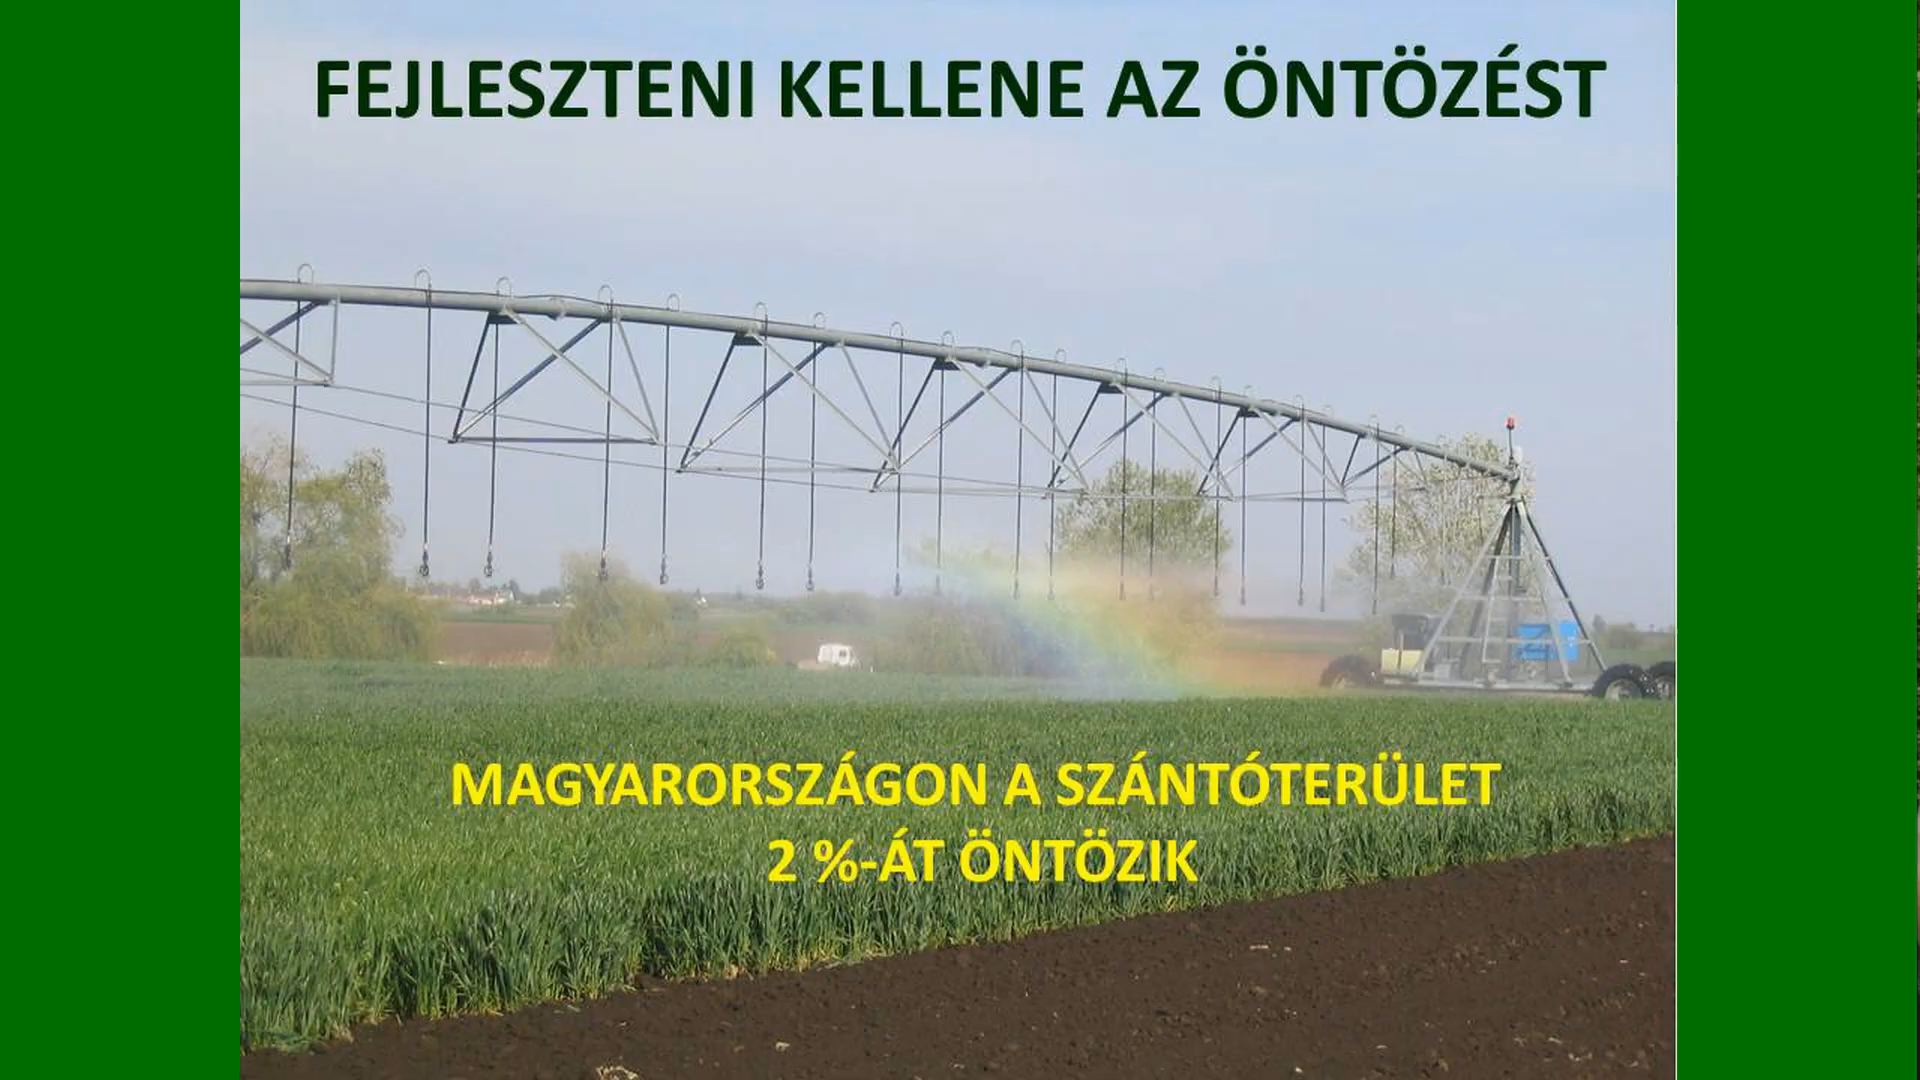 FEJLESZTENI KELLENE AZ ÖNTÖZÉST
MAGYARORSZÁGON A SZÁNTÓTERÜLET
2 %-ÁT ÖNTÖZIK